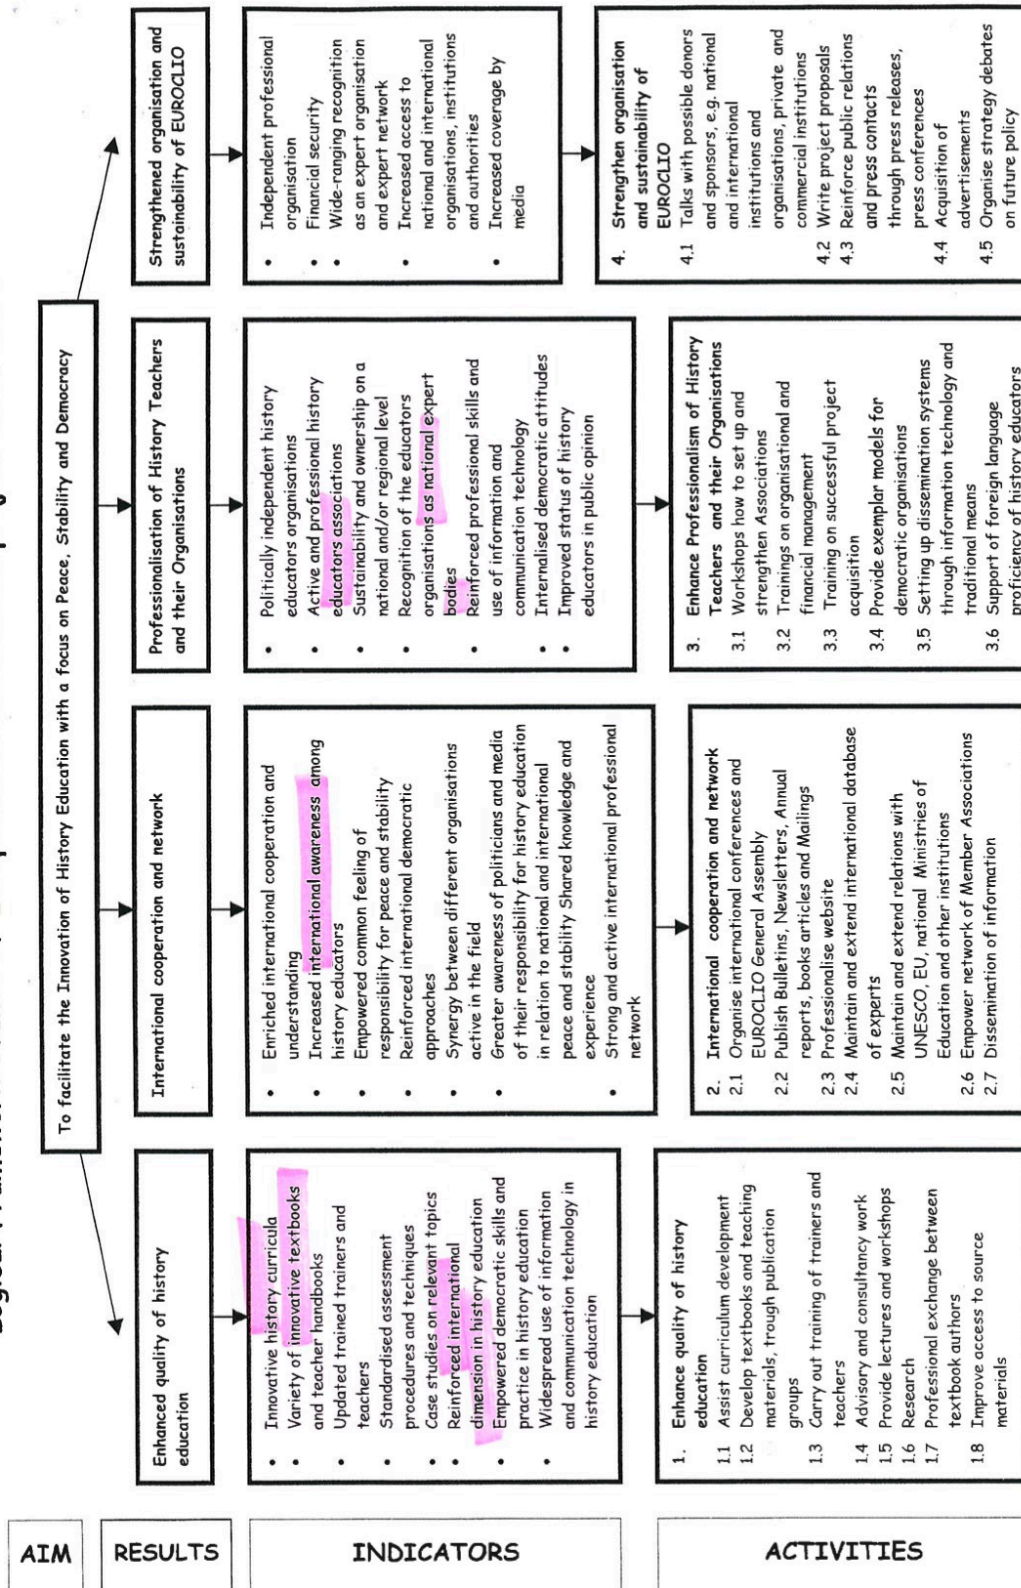 AIM
To facilitate the Innovation of History Education with a focus on Peace, Stability and Democracy
RESULTS
Enhanced quality of history
education
International cooperation and network
Professionalisation of History Teachers
and their Organisations
Strengthened organisation and
sustainability of EUROCLIO
INDICATORS
• Innovative history curricula
• Variety of innovative textbooks
and teacher handbooks
• Updated trained trainers and
teachers
• Standardised assessment
procedures and techniques
• Case studies on relevant topics
• Reinforced international
dimension in history education
• Empowered democratic skills and
practice in history education
• Widespread use of information
and communication technology in
history education
• Enriched international cooperation and
understanding
• Increased international awareness among
history educators
• Empowered common feeling of
responsibility for peace and stability
• Reinforced international democratic
approaches
• Synergy between different organisations
active in the field
• Greater awareness of politicians and media
of their responsibility for history education
in relation to national and international
peace and stability Shared knowledge and
experience
• Strong and active international professional
network
• Politically independent history
educators organisations
• Active and professional history
educators associations
• Sustainability and ownership on a
national and/or regional level
• Recognition of the educators
organisations as national expert
bodies
• Reinforced professional skills and
use of information and
communication technology
• Internalised democratic attitudes
• Improved status of history
educators in public opinion
• Independent professional
organisation
• Financial security
• Wide-ranging recognition
as an expert organisation
and expert network
• Increased access to
national and international
organisations, institutions
and authorities
• Increased coverage by
media
ACTIVITIES
1. Enhance quality of history
education
1.1 Assist curriculum development
1.2 Develop textbooks and teaching
materials, trough publication
groups
1.3 Carry out training of trainers and
teachers
1.4 Advisory and consultancy work
1.5 Provide lectures and workshops
1.6 Research
1.7 Professional exchange between
textbook authors
1.8 Improve access to source
materials
2. International cooperation and network
2.1 Organise international conferences and
EUROCLIO General Assembly
2.2 Publish Bulletins, Newsletters, Annual
reports, books articles and Mailings
2.3 Professionalise website
2.4 Maintain and extend international database
of experts
2.5 Maintain and extend relations with
UNESCO, EU, national Ministries of
Education and other institutions
2.6 Empower network of Member Associations
2.7 Dissemination of information
3. Enhance Professionalism of History
Teachers and their Organisations
3.1 Workshops how to set up and
strengthen Associations
3.2 Trainings on organisational and
financial management
3.3 Training on successful project
acquisition
3.4 Provide exemplar models for
democratic organisations
3.5 Setting up dissemination systems
through information technology and
traditional means
3.6 Support of foreign language
proficiency of history educators
4. Strengthen organisation
and sustainability of
EUROCLIO
4.1 Talks with possible donors
and sponsors, e.g. national
and international
institutions and
organisations, private and
commercial institutions
4.2 Write project proposals
4.3 Reinforce public relations
and press contacts
through press releases,
press conferences
4.4 Acquisition of
advertisements
4.5 Organise strategy debates
on future policy